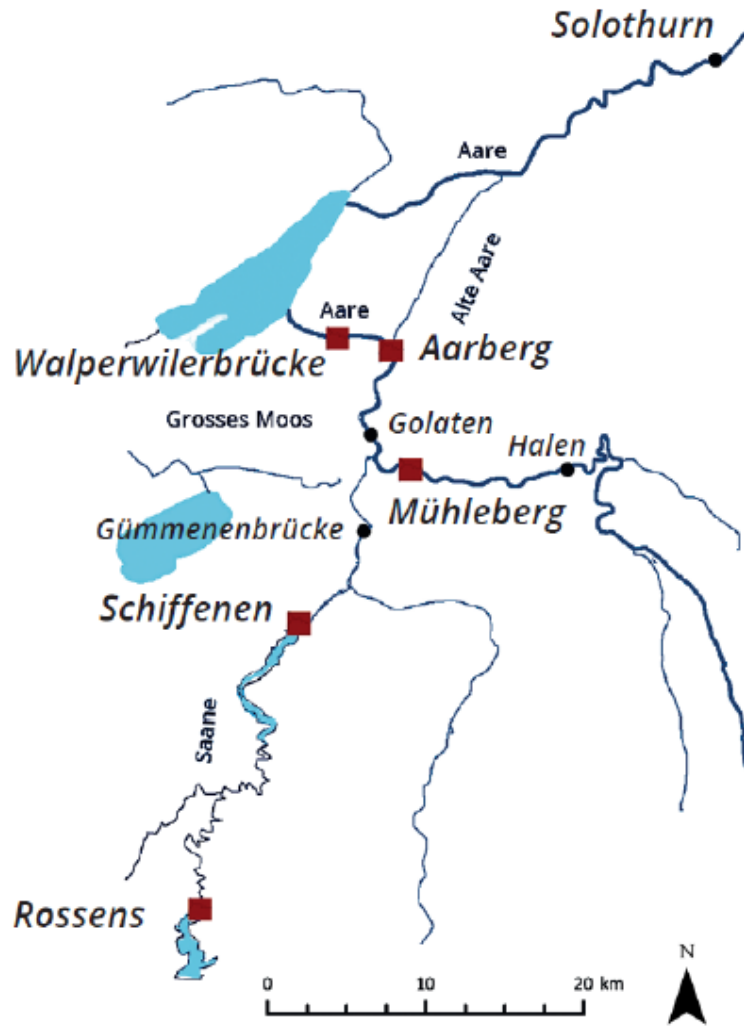 Solothurn
Aare
Alte Aare
Aare
Walperwilerbrücke
Aarberg
Grosses Moos
Golaten
Halen
Mühleberg
Gümmenenbrücke
Schiffenen
Saane
Rossens
N
0 10 20 km